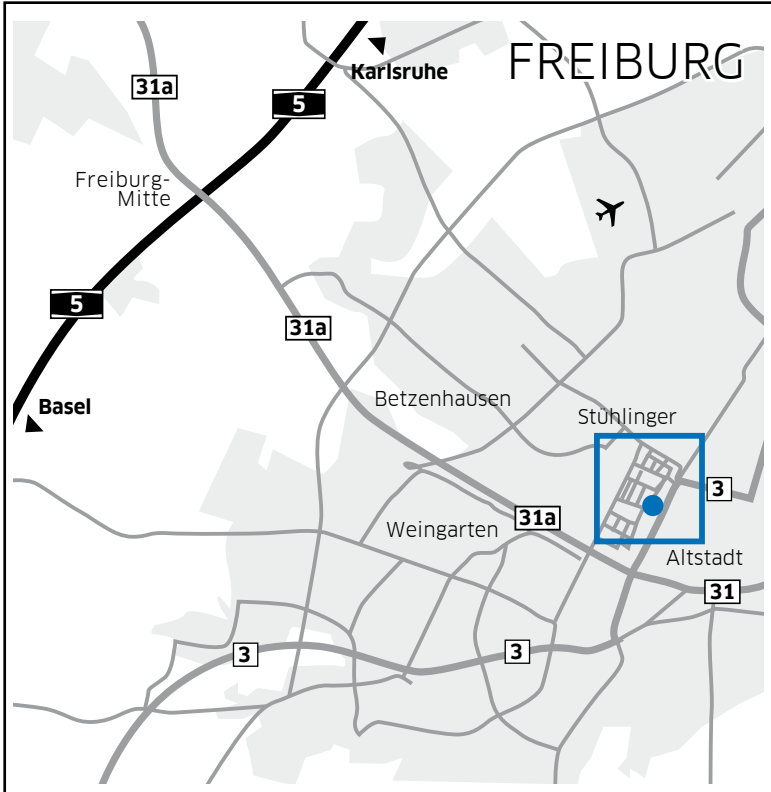 FREIBURG
Karlsruhe
31a
5
Freiburg-
Mitte
5
31a
Basel
Betzenhausen
Stühlinger
3
31a
Weingarten
Altstadt
31
3
3